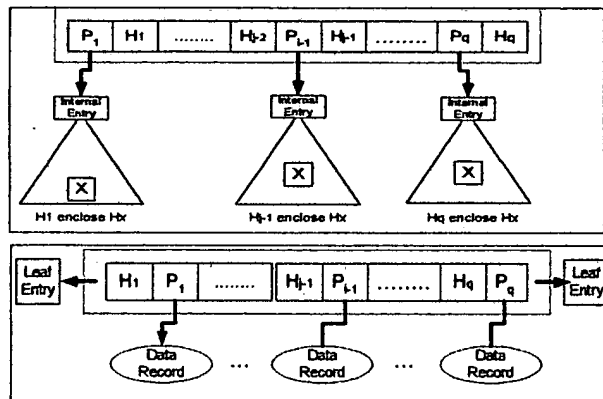 P1 H1 ........ Hj-2 Pi-1 Hj-1 ......... Pq Hq
Internal Entry Internal Entry Internal Entry
X X X
H1 enclose Hx Hj-1 enclose Hx Hq enclose Hx
Leaf Entry H1 P1 ........ Hj-1 Pi-1 ........ Hq Pq Leaf Entry
Data Record ... Data Record ... Data Record